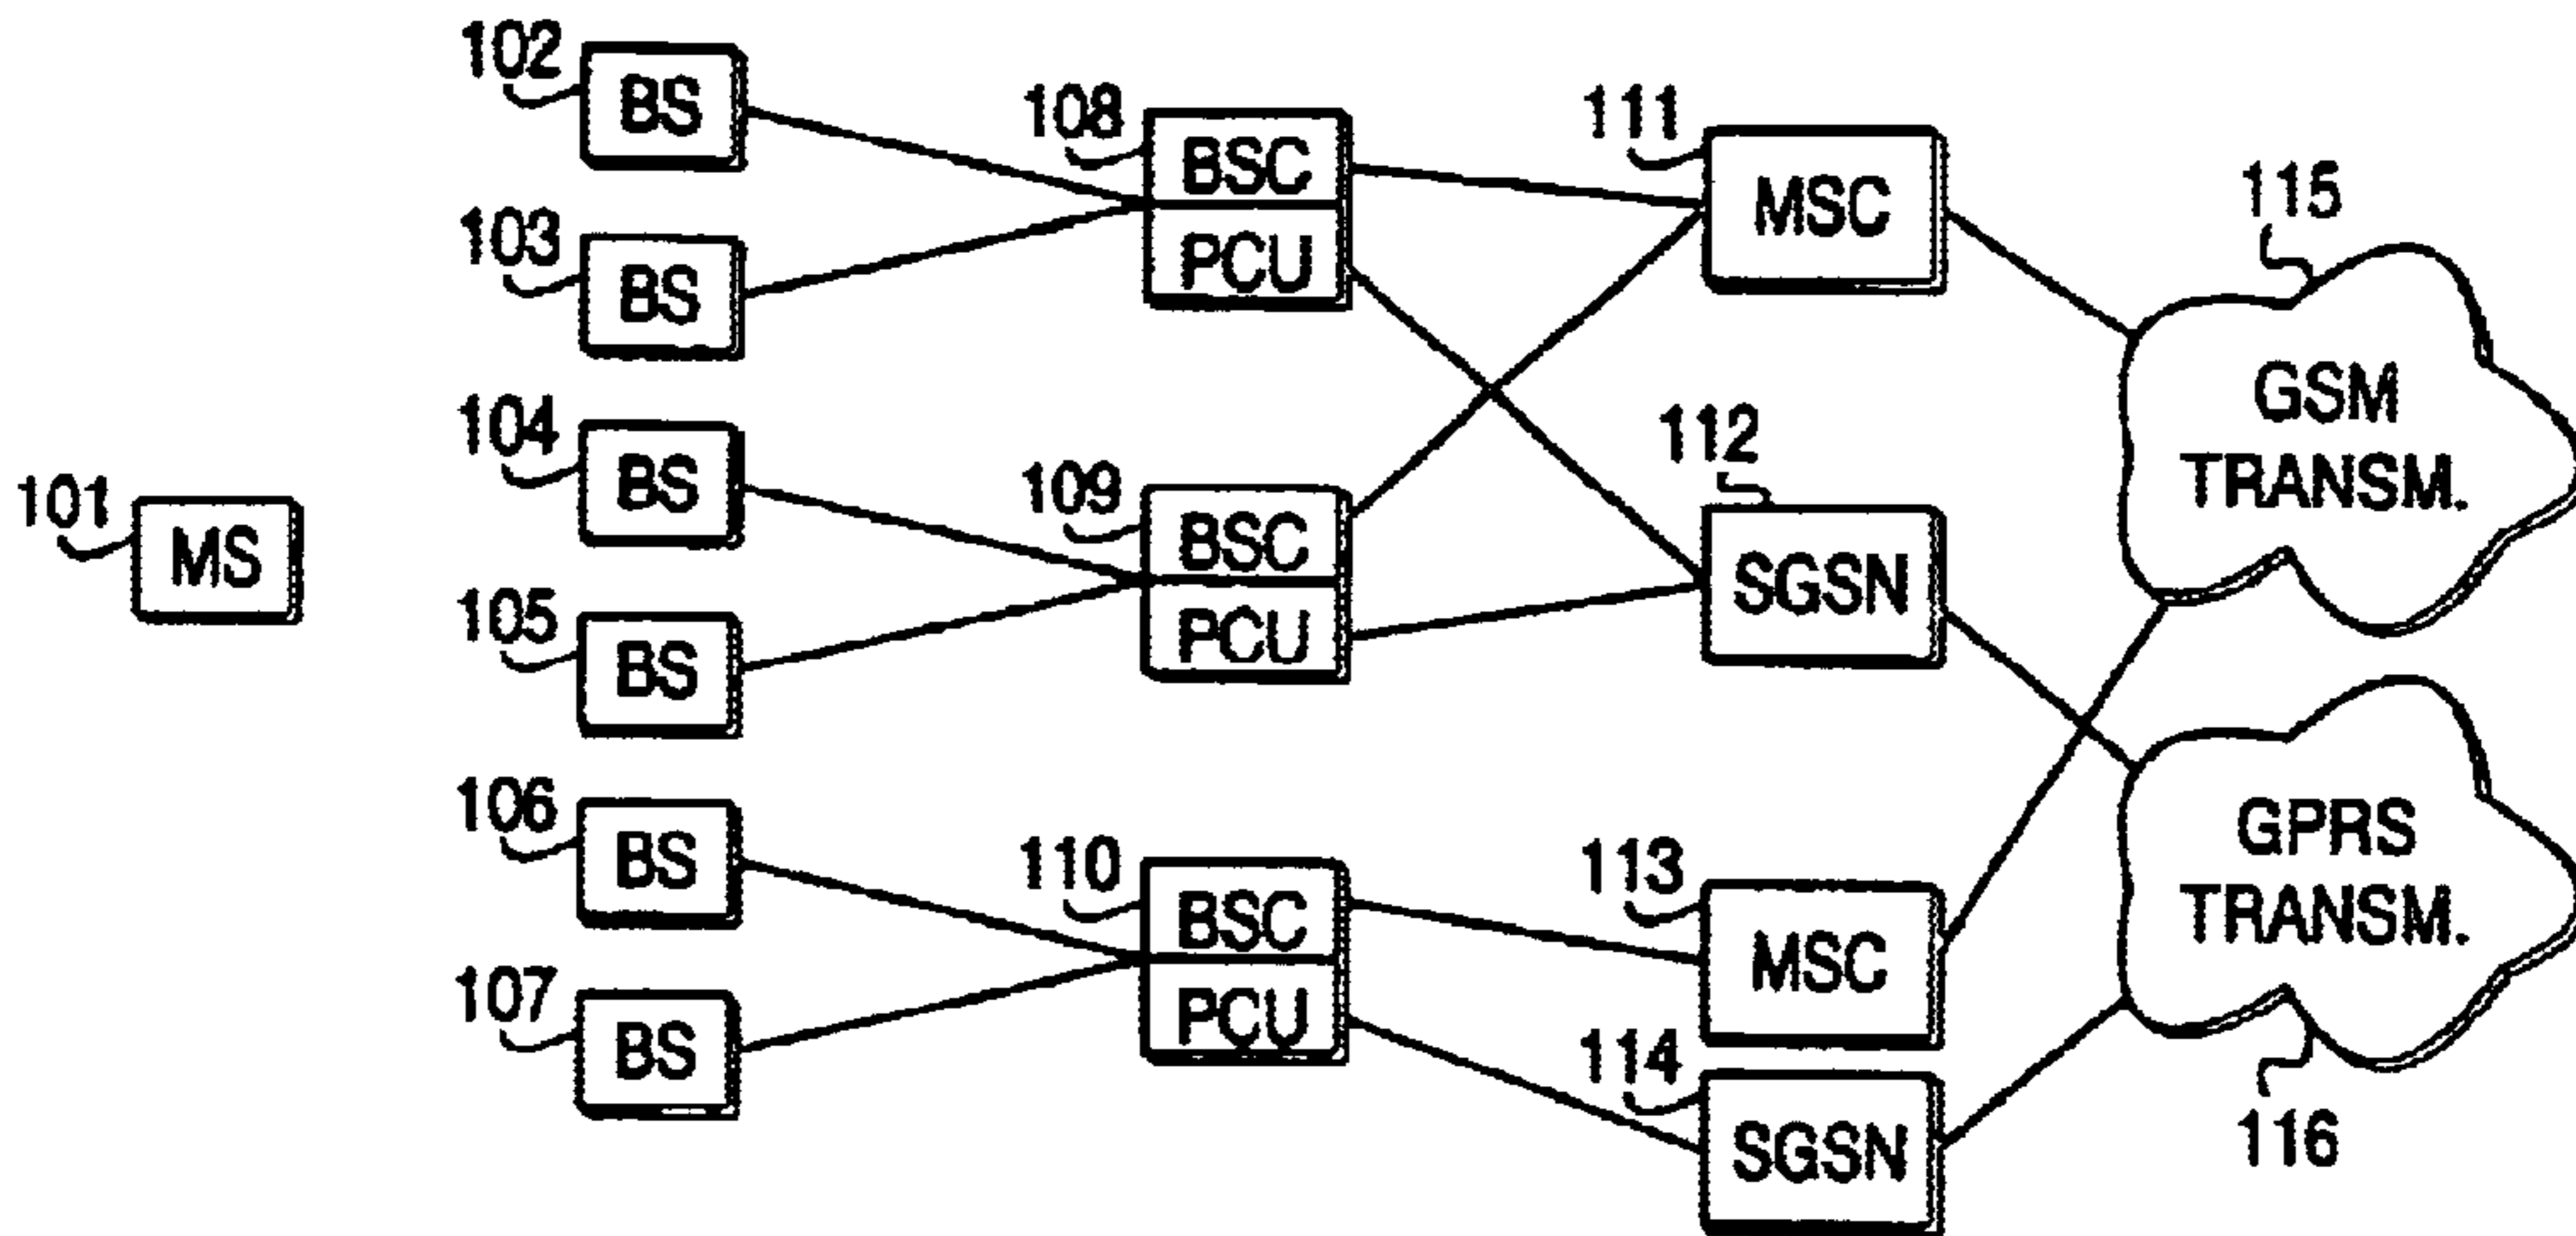 102
BS
103
BS
104
BS
105
BS
106
BS
107
BS
101
MS
108
BSC
PCU
109
BSC
PCU
110
BSC
PCU
111
MSC
112
SGSN
113
MSC
114
SGSN
115
GSM
TRANSM.
GPRS
TRANSM.
116